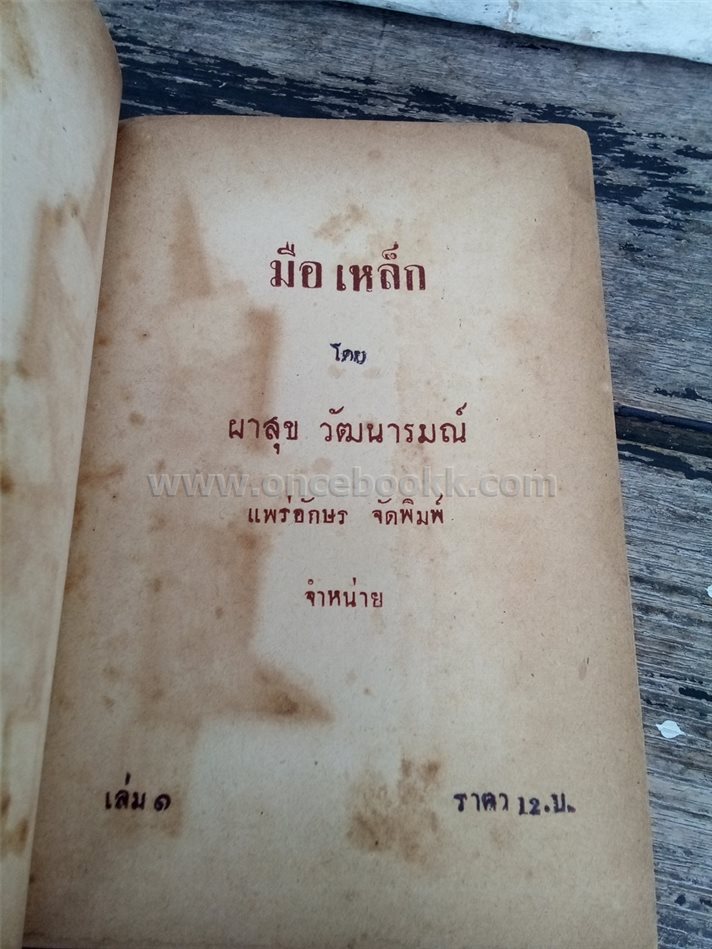 มือ เหล็ก
โดย
ผาสุข วัฒนารมณ์
www.oncebookk.com
แพร่อักษร จัดพิมพ์
จำหน่าย
เล่ม ๑ ราคา 12.บ.